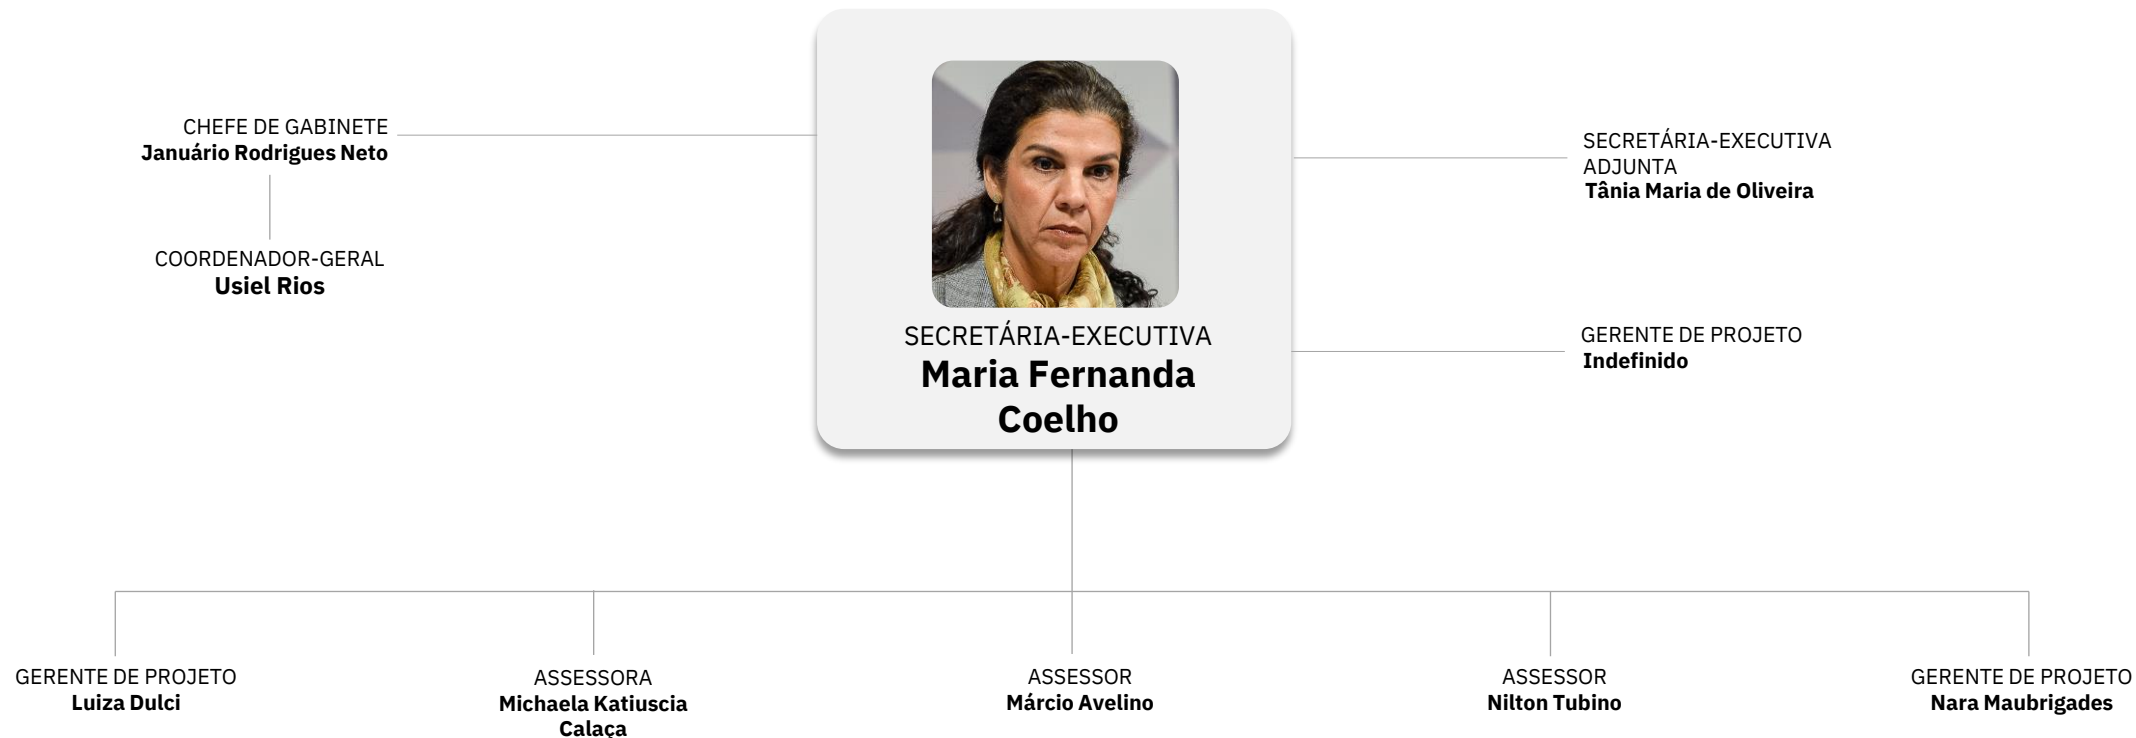 CHEFE DE GABINETE
Januário Rodrigues Neto
COORDENADOR-GERAL
Usiel Rios
SECRETÁRIA-EXECUTIVA
Maria Fernanda
Coelho
SECRETÁRIA-EXECUTIVA
ADJUNTA
Tânia Maria de Oliveira
GERENTE DE PROJETO
Indefinido
GERENTE DE PROJETO
Luiza Dulci
ASSESSORA
Michaela Katiuscia
Calaça
ASSESSOR
Márcio Avelino
ASSESSOR
Nilton Tubino
GERENTE DE PROJETO
Nara Maubrigades